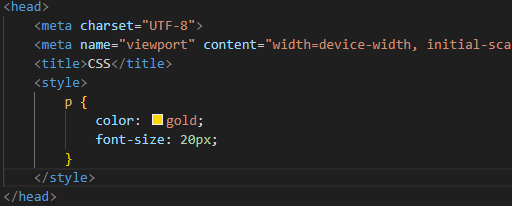 <head>
<meta charset="UTF-8">
<meta name="viewport" content="width=device-width, initial-sca
<title>CSS</title>
<style>
p {
color: gold;
font-size: 20px;
}
</style>
</head>